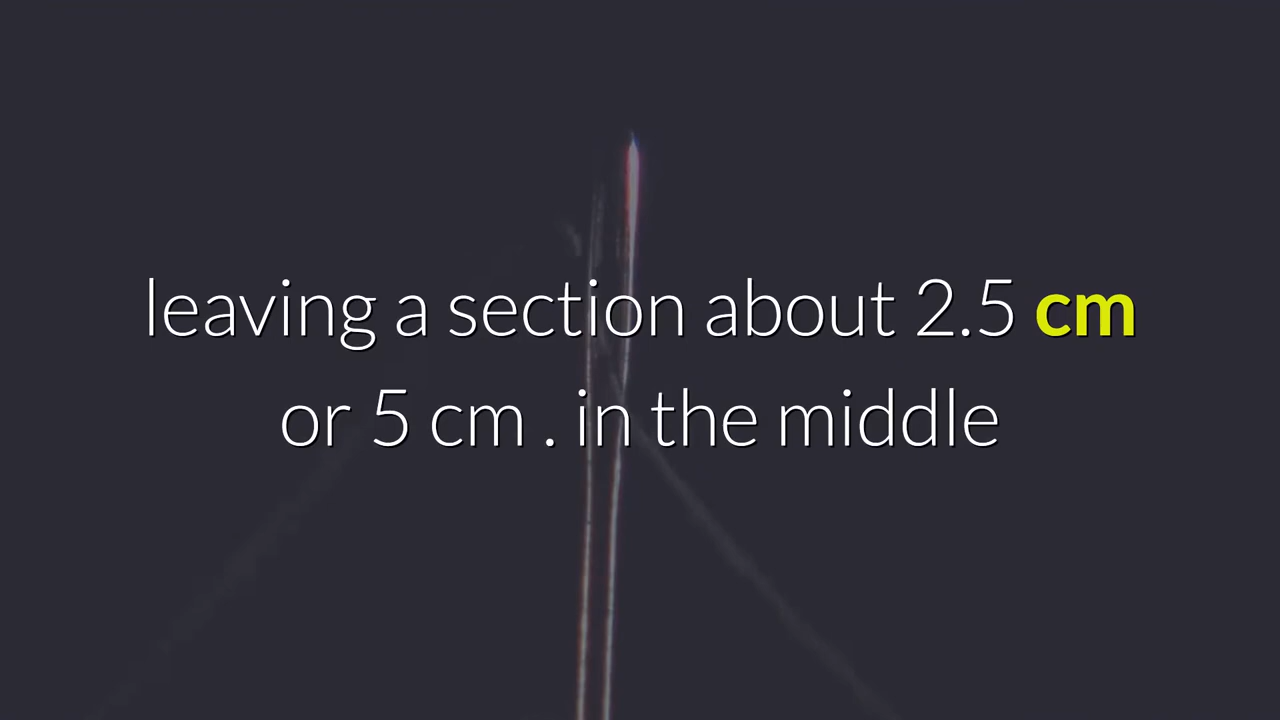 leaving a section about 2.5 cm
or 5 cm . in the middle